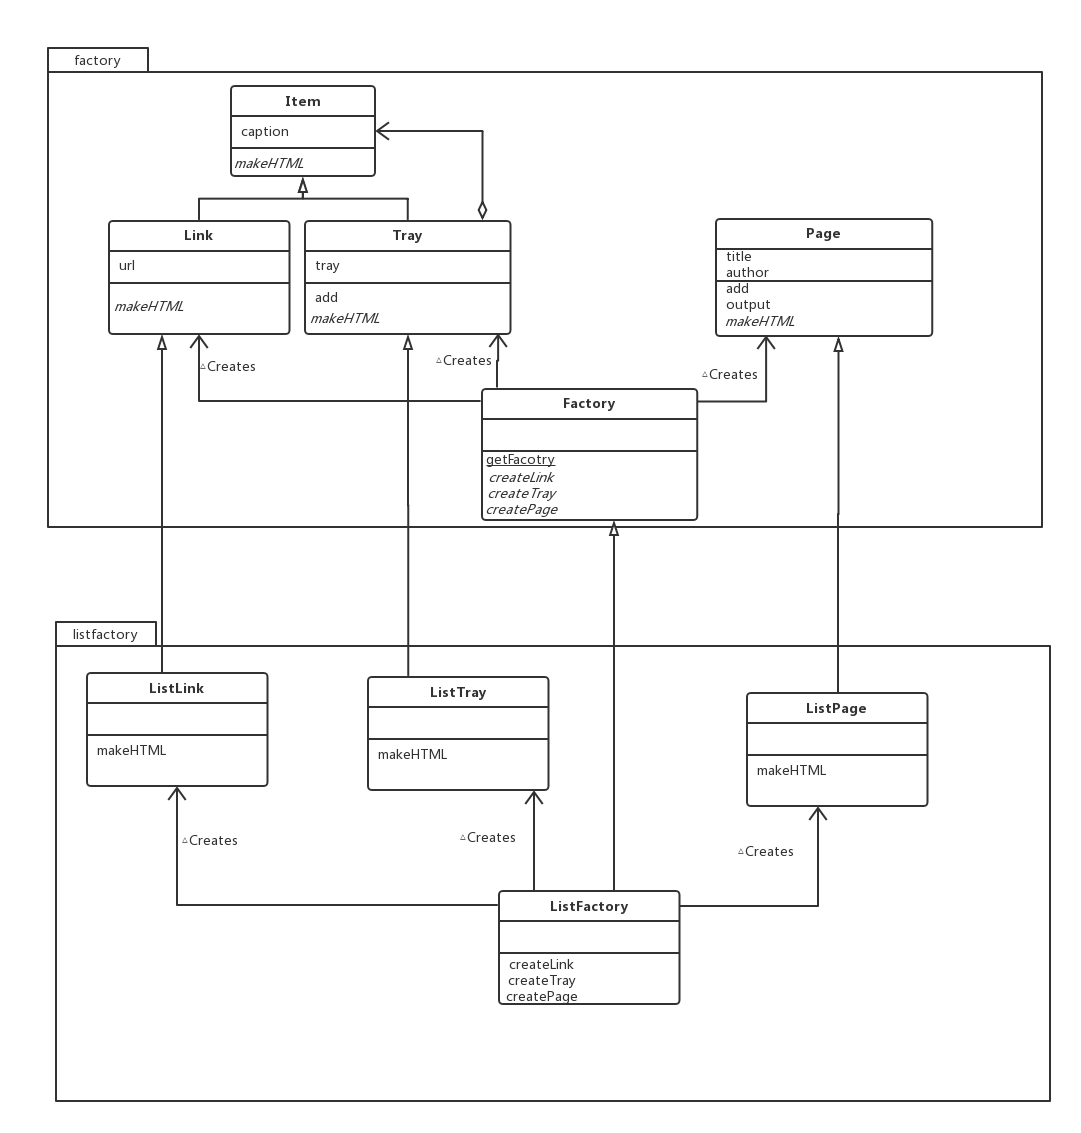 factory
Item
caption
makeHTML
Link
url
makeHTML
Tray
tray
add
makeHTML
Page
title
author
add
output
makeHTML
△Creates
△Creates
△Creates
Factory
getFacotry
createLink
createTray
createPage
listfactory
ListLink
makeHTML
ListTray
makeHTML
ListPage
makeHTML
△Creates
△Creates
△Creates
ListFactory
createLink
createTray
createPage